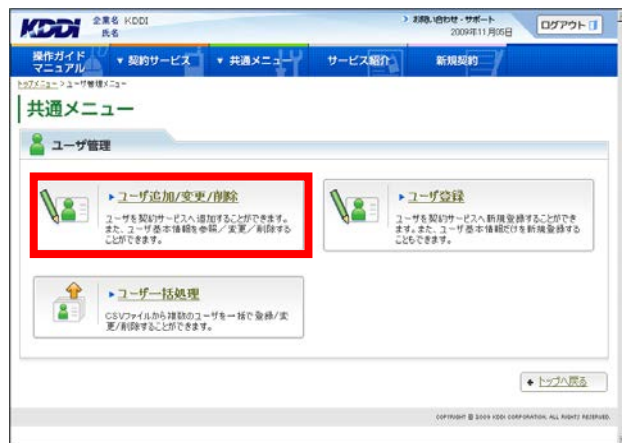 KDDI
企業名 KDDI
氏名
お問い合わせ・サポート
2009年11月05日
ログアウト
操作ガイド
マニュアル
▼ 契約サービス
▼ 共通メニュー
サービス紹介
新規契約
トップメニュー > ユーザ管理メニュー
共通メニュー
ユーザ管理
ユーザ追加/変更/削除
ユーザを契約サービスへ追加することができます。
また、ユーザ基本情報を参照／変更／削除する
ことができます。
ユーザ登録
ユーザを契約サービスへ新規登録することができ
ます。また、ユーザ基本情報だけを新規登録する
こともできます。
ユーザ一括処理
CSVファイルから複数のユーザを一括で登録/変
更/削除することができます。
トップへ戻る
COPYRIGHT © 2009 KDDI CORPORATION, ALL RIGHTS RESERVED.